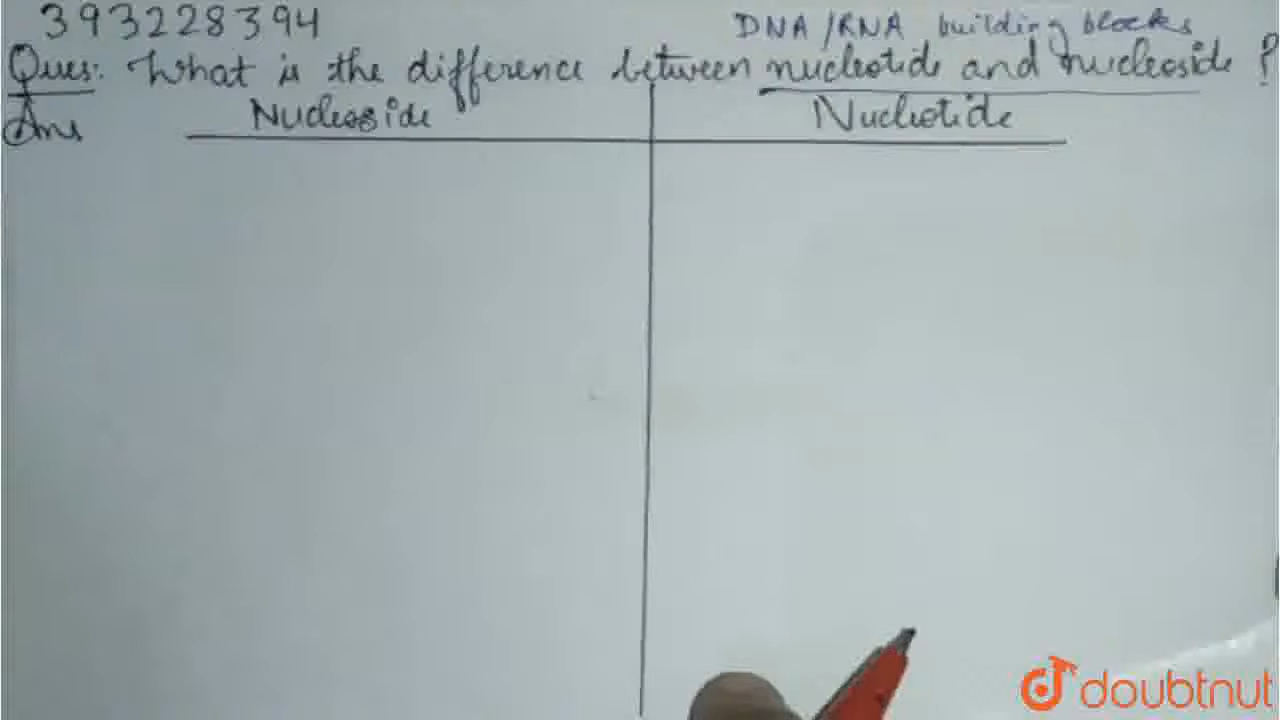 393228394
DNA/RNA building blocks
Ques: What is the difference between nucleotide and nucleoside ?
Ans
Nucleoside
Nucleotide
doubtnut